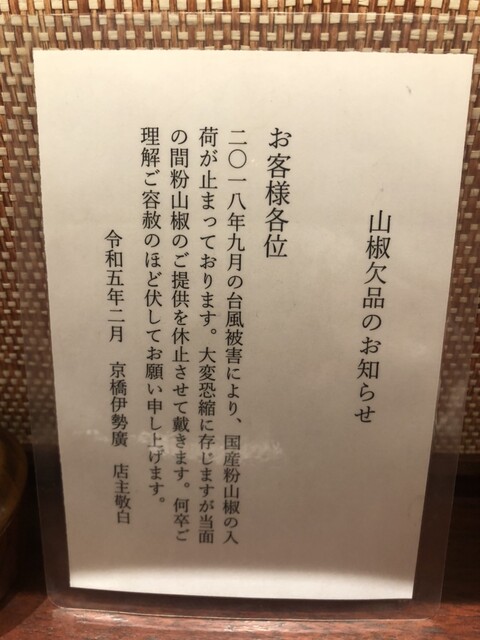 山椒欠品のお知らせ
お客様各位
二〇一八年九月の台風被害により、国産粉山椒の入
荷が止まっております。大変恐縮に存じますが当面
の間粉山椒のご提供を休止させて戴きます。何卒ご
理解ご容赦のほど伏してお願い申し上げます。
令和五年二月 京橋伊勢廣 店主敬白